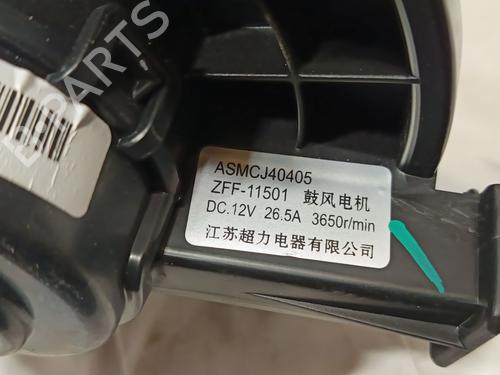 B-PARTS
ASMCJ40405
ZFF-11501 鼓风电机
DC.12V 26.5A 3650r/min
江苏超力电器有限公司